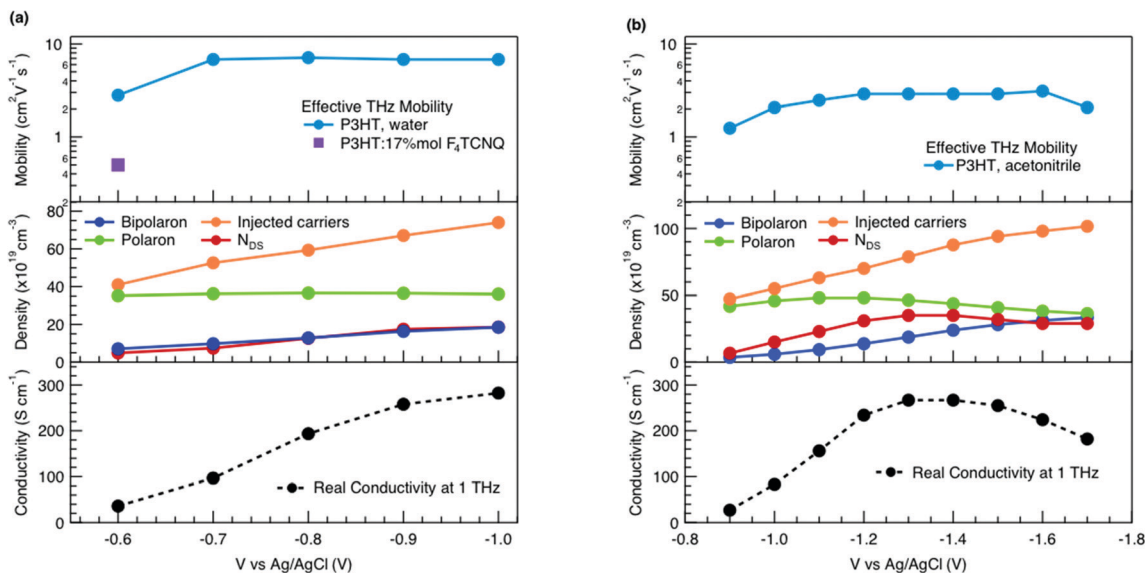 (a)
10
6
4
2
1
6
4
2
Mobility (cm²V⁻¹s⁻¹)
Effective THz Mobility
P3HT, water
P3HT:17%mol F₄TCNQ
80
60
40
20
0
Density (x10¹⁹ cm⁻³)
Bipolaron
Injected carriers
Polaron
N_DS
300
200
100
0
Conductivity (S cm⁻¹)
Real Conductivity at 1 THz
-0.6 -0.7 -0.8 -0.9 -1.0
V vs Ag/AgCl (V)
(b)
10
6
4
2
1
6
4
2
Mobility (cm²V⁻¹s⁻¹)
Effective THz Mobility
P3HT, acetonitrile
100
50
0
Density (x10¹⁹ cm⁻³)
Bipolaron
Injected carriers
Polaron
N_DS
300
200
100
0
Conductivity (S cm⁻¹)
Real Conductivity at 1 THz
-0.8 -1.0 -1.2 -1.4 -1.6 -1.8
V vs Ag/AgCl (V)